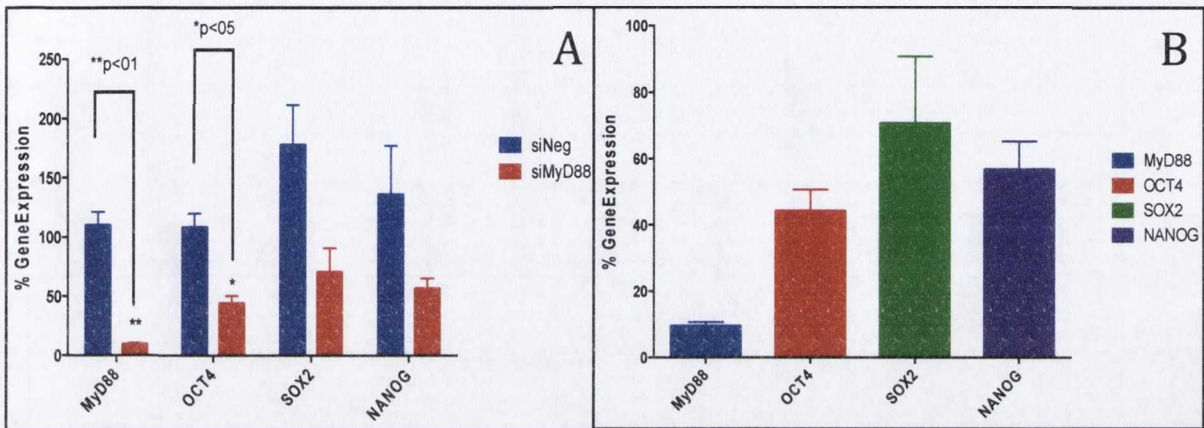 A
*p<05
**p<01
250
200
150
100
50
0
% GeneExpression
**
*
MyD88
OCT4
SOX2
NANOG
siNeg
siMyD88
B
100
80
60
40
20
0
% GeneExpression
MyD88
OCT4
SOX2
NANOG
MyD88
OCT4
SOX2
NANOG